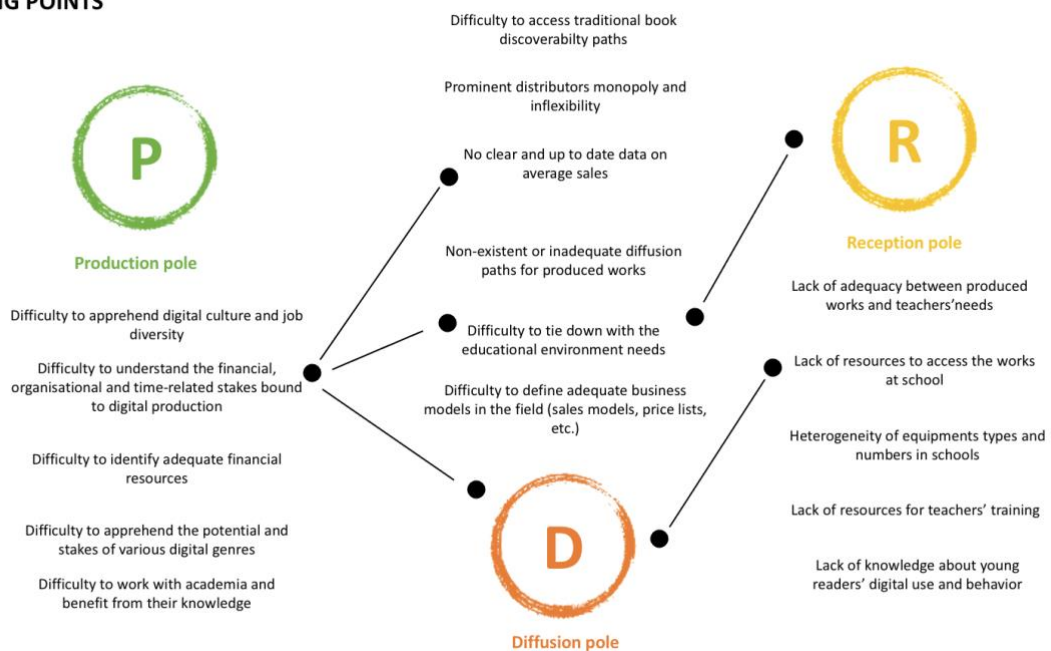 NG POINTS
P
Production pole
Difficulty to apprehend digital culture and job
diversity
Difficulty to understand the financial,
organisational and time-related stakes bound
to digital production
Difficulty to identify adequate financial
resources
Difficulty to apprehend the potential and
stakes of various digital genres
Difficulty to work with academia and
benefit from their knowledge
Difficulty to access traditional book
discoverabilty paths
Prominent distributors monopoly and
inflexibility
No clear and up to date data on
average sales
Non-existent or inadequate diffusion
paths for produced works
Difficulty to tie down with the
educational environment needs
Difficulty to define adequate business
models in the field (sales models, price lists,
etc.)
D
Diffusion pole
R
Reception pole
Lack of adequacy between produced
works and teachers'needs
Lack of resources to access the works
at school
Heterogeneity of equipments types and
numbers in schools
Lack of resources for teachers' training
Lack of knowledge about young
readers' digital use and behavior